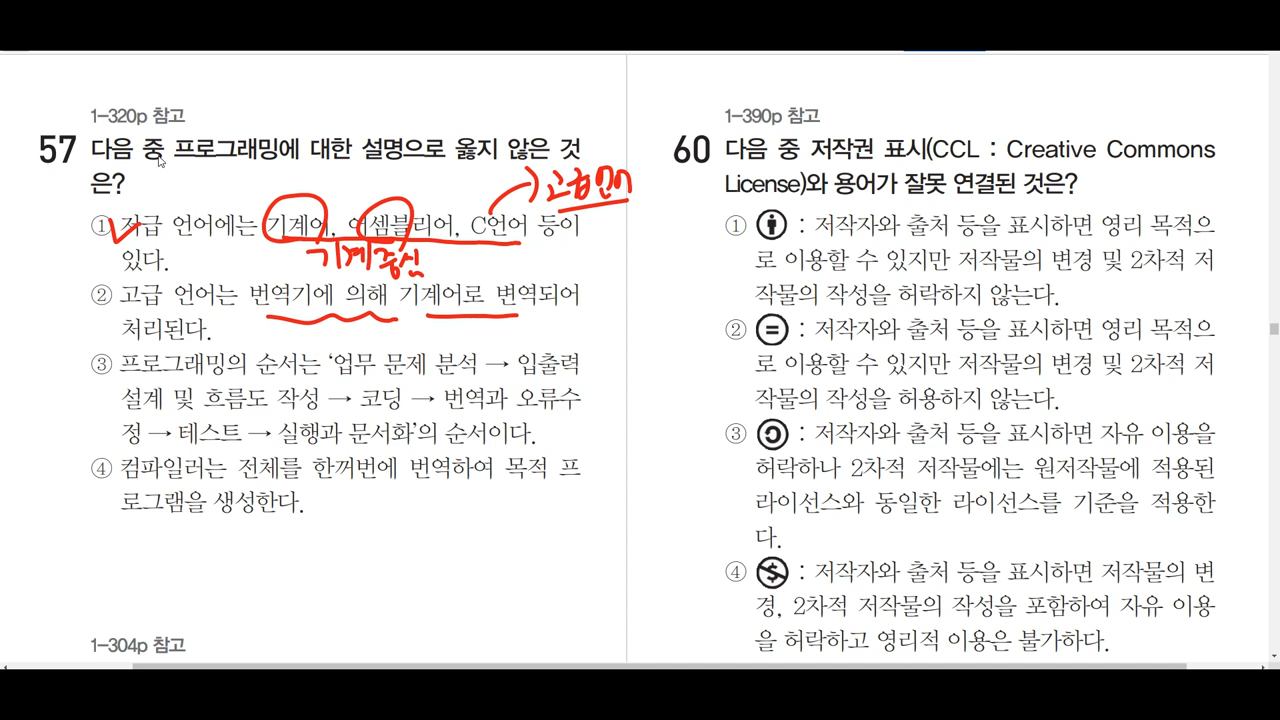 1-320p 참고
57 다음 중 프로그래밍에 대한 설명으로 옳지 않은 것
은?
고급언어
① 저급 언어에는 기계어, 어셈블리어, C언어 등이
기계중심
있다.
② 고급 언어는 번역기에 의해 기계어로 변역되어
처리된다.
③ 프로그래밍의 순서는 ‘업무 문제 분석 → 입출력
설계 및 흐름도 작성 → 코딩 → 번역과 오류수
정 → 테스트 → 실행과 문서화’의 순서이다.
④ 컴파일러는 전체를 한꺼번에 번역하여 목적 프
로그램을 생성한다.
1-304p 참고
1-390p 참고
60 다음 중 저작권 표시(CCL : Creative Commons
License)와 용어가 잘못 연결된 것은?
① : 저작자와 출처 등을 표시하면 영리 목적으
로 이용할 수 있지만 저작물의 변경 및 2차적 저
작물의 작성을 허락하지 않는다.
② = : 저작자와 출처 등을 표시하면 영리 목적으
로 이용할 수 있지만 저작물의 변경 및 2차적 저
작물의 작성을 허용하지 않는다.
③ : 저작자와 출처 등을 표시하면 자유 이용을
허락하나 2차적 저작물에는 원저작물에 적용된
라이선스와 동일한 라이선스를 기준을 적용한
다.
④ $ : 저작자와 출처 등을 표시하면 저작물의 변
경, 2차적 저작물의 작성을 포함하여 자유 이용
을 허락하고 영리적 이용은 불가하다.